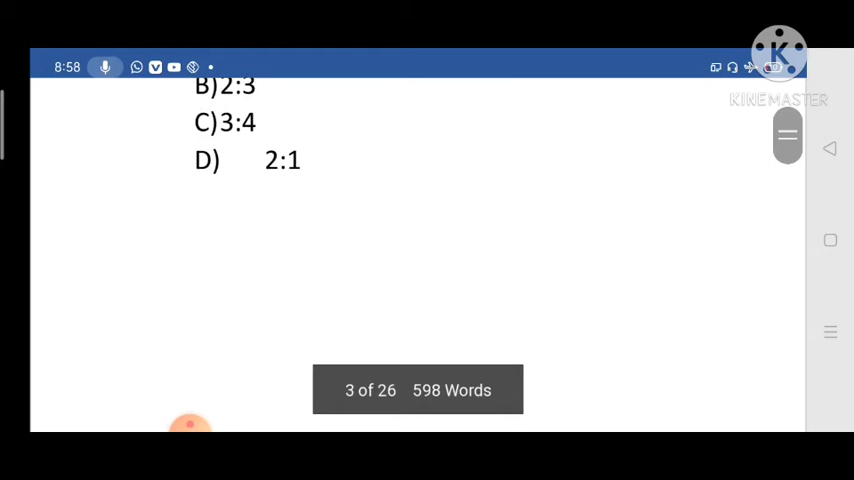 8:58
K
KINEMASTER
B)2:3
C)3:4
D) 2:1
3 of 26 598 Words